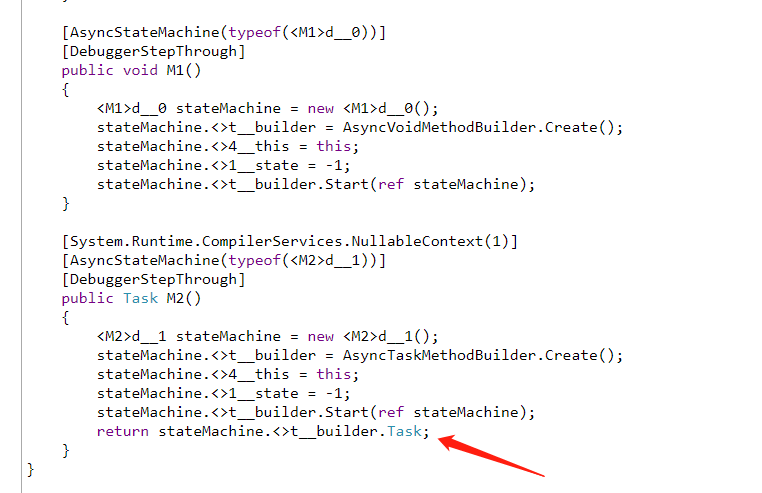 [AsyncStateMachine(typeof(<M1>d__0))]
[DebuggerStepThrough]
public void M1()
{
<M1>d__0 stateMachine = new <M1>d__0();
stateMachine.<>t__builder = AsyncVoidMethodBuilder.Create();
stateMachine.<>4__this = this;
stateMachine.<>1__state = -1;
stateMachine.<>t__builder.Start(ref stateMachine);
}
[System.Runtime.CompilerServices.NullableContext(1)]
[AsyncStateMachine(typeof(<M2>d__1))]
[DebuggerStepThrough]
public Task M2()
{
<M2>d__1 stateMachine = new <M2>d__1();
stateMachine.<>t__builder = AsyncTaskMethodBuilder.Create();
stateMachine.<>4__this = this;
stateMachine.<>1__state = -1;
stateMachine.<>t__builder.Start(ref stateMachine);
return stateMachine.<>t__builder.Task;
}
}